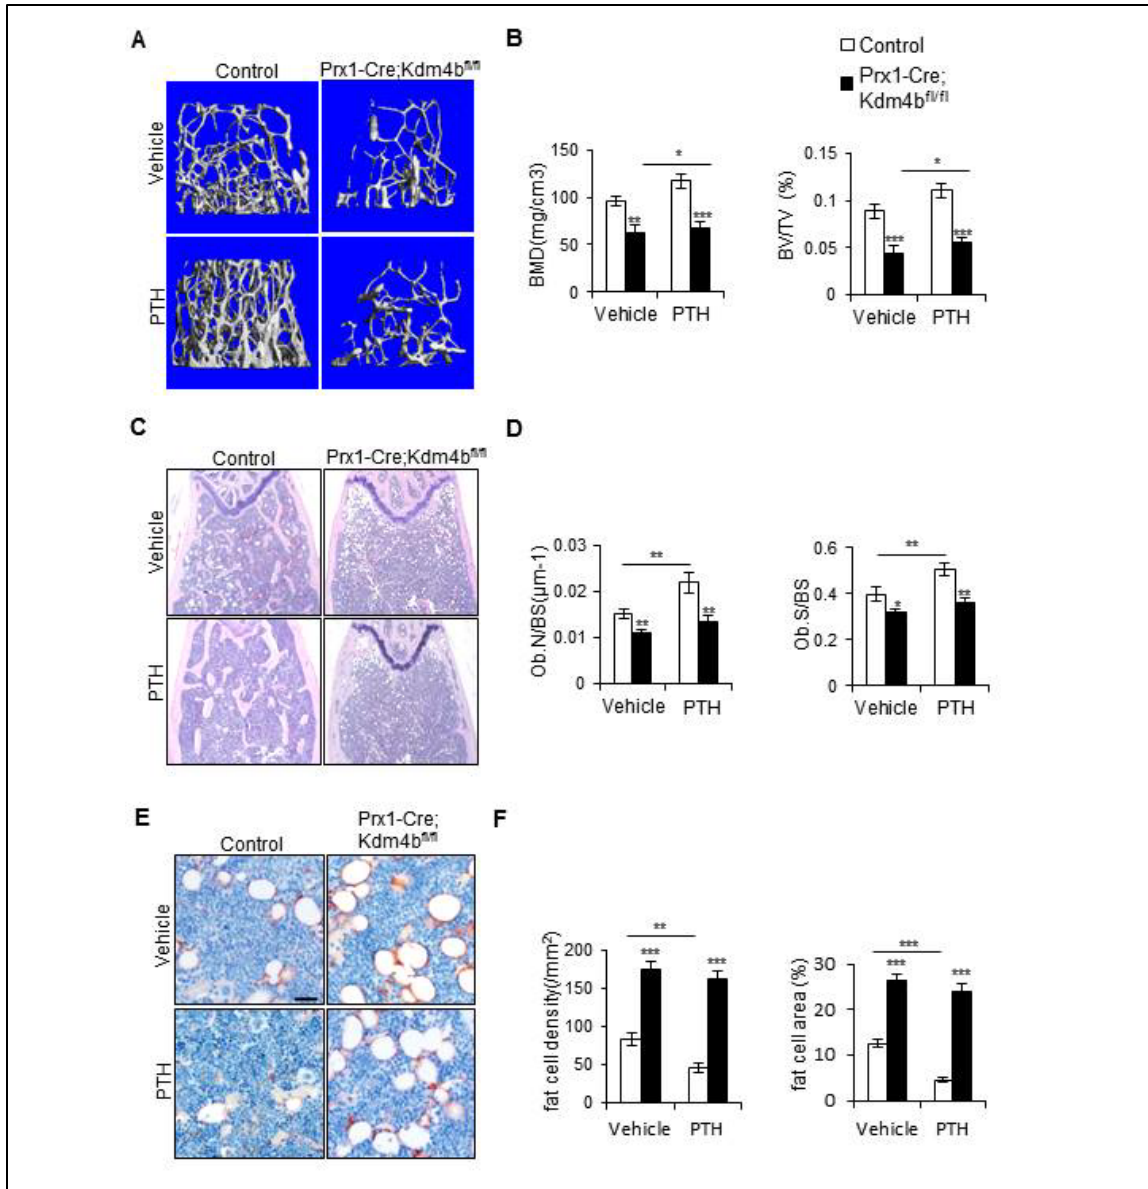 A
Control
Prx1-Cre;Kdm4bfl/fl
Vehicle
PTH
B
Control
Prx1-Cre;
Kdm4bfl/fl
BMD(mg/cm3)
150
100
50
0
*
**
***
Vehicle PTH
BV/TV (%)
0.15
0.1
0.05
0
*
***
***
Vehicle PTH
C
Control
Prx1-Cre;Kdm4bfl/fl
Vehicle
PTH
D
Ob.N/BS(µm-1)
0.03
0.02
0.01
0
**
**
**
Vehicle PTH
Ob.S/BS
0.6
0.4
0.2
0
**
*
**
Vehicle PTH
E
Control
Prx1-Cre;
Kdm4bfl/fl
Vehicle
PTH
F
fat cell density(/mm²)
200
150
100
50
0
**
***
***
Vehicle PTH
fat cell area (%)
30
20
10
0
***
***
***
Vehicle PTH